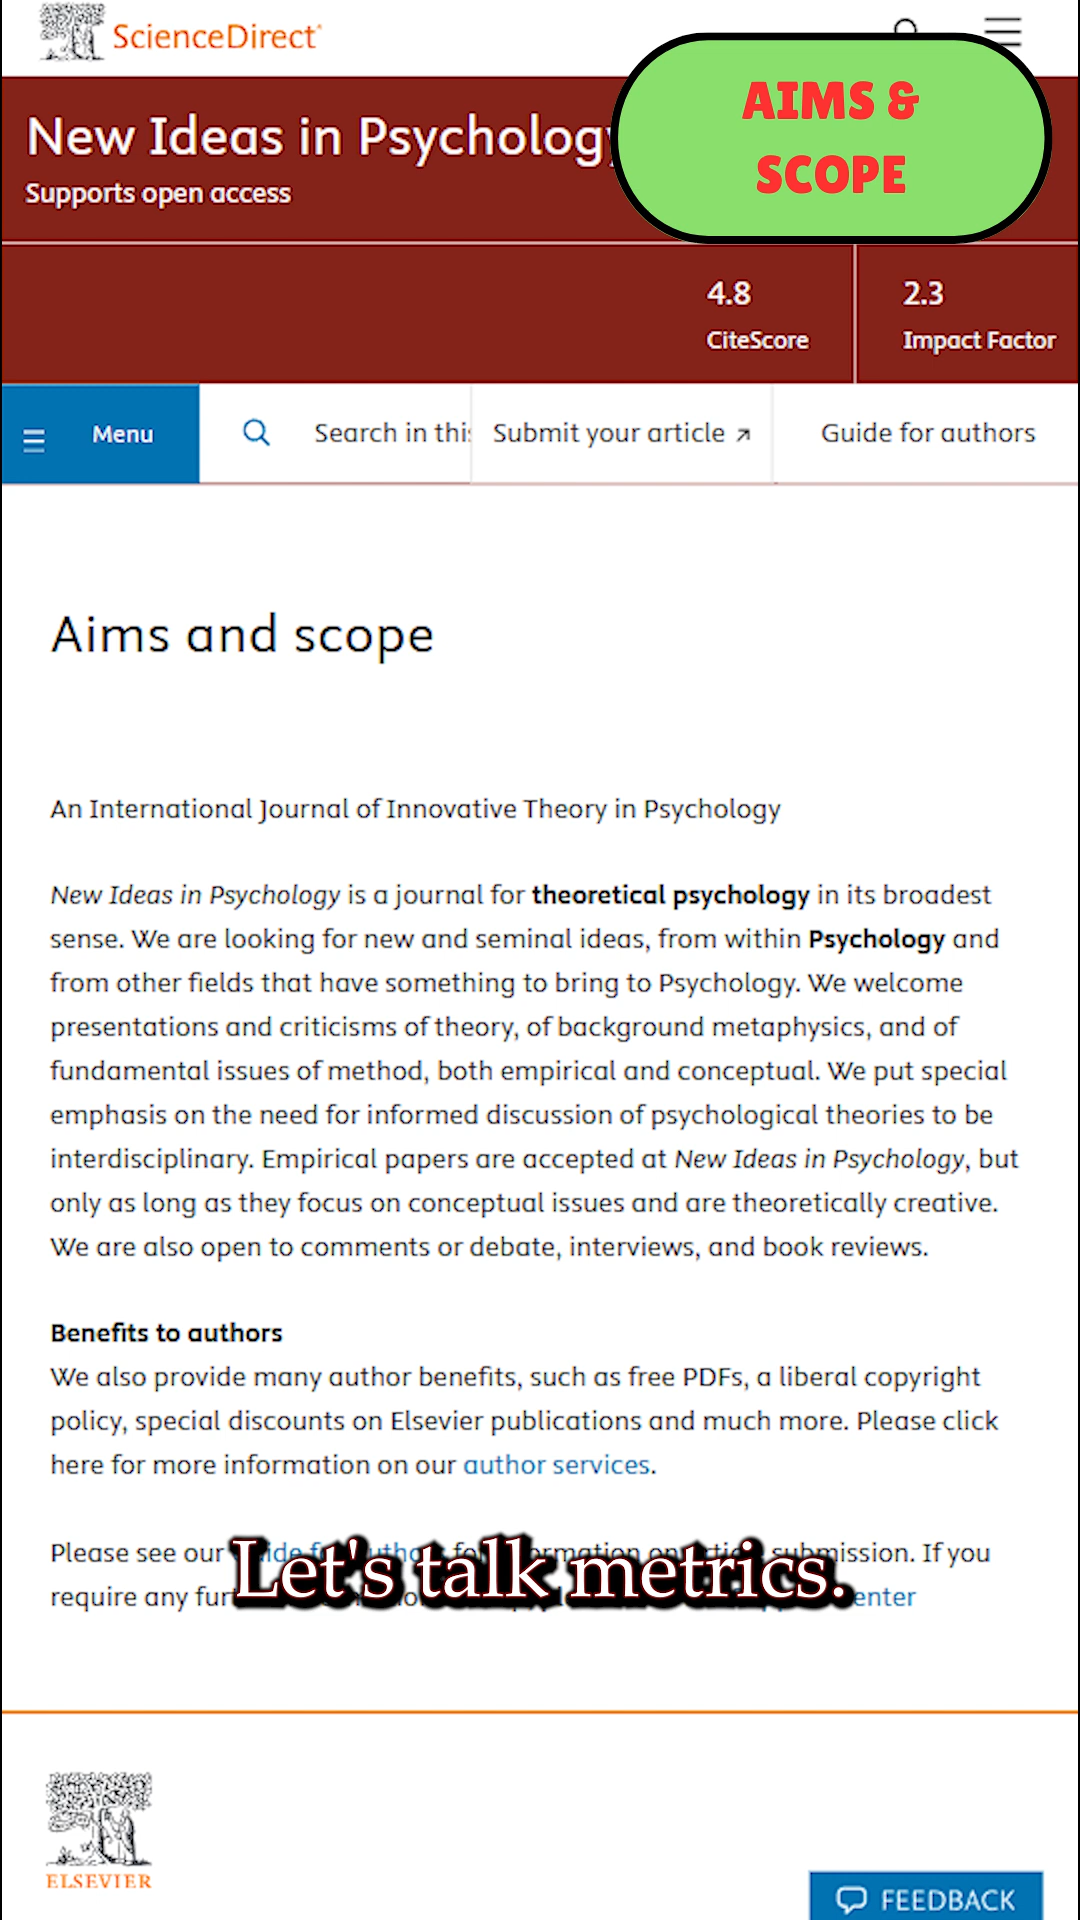 ScienceDirect
AIMS &
SCOPE
New Ideas in Psychology
Supports open access
4.8
CiteScore
2.3
Impact Factor
Menu
Search in this
Submit your article ↗
Guide for authors
Aims and scope
An International Journal of Innovative Theory in Psychology
New Ideas in Psychology is a journal for theoretical psychology in its broadest
sense. We are looking for new and seminal ideas, from within Psychology and
from other fields that have something to bring to Psychology. We welcome
presentations and criticisms of theory, of background metaphysics, and of
fundamental issues of method, both empirical and conceptual. We put special
emphasis on the need for informed discussion of psychological theories to be
interdisciplinary. Empirical papers are accepted at New Ideas in Psychology, but
only as long as they focus on conceptual issues and are theoretically creative.
We are also open to comments or debate, interviews, and book reviews.
Benefits to authors
We also provide many author benefits, such as free PDFs, a liberal copyright
policy, special discounts on Elsevier publications and much more. Please click
here for more information on our author services.
Please see our submission. If you
require any
Let's talk metrics.
ELSEVIER
FEEDBACK